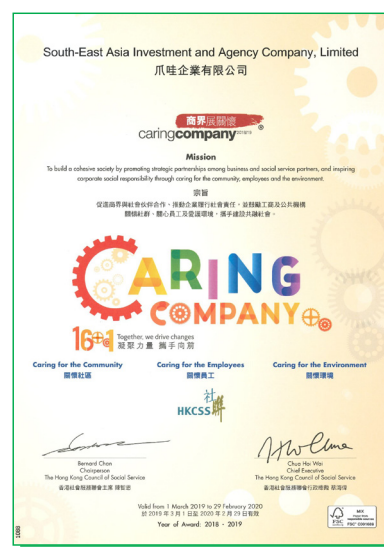 South-East Asia Investment and Agency Company, Limited
爪哇企業有限公司
商界展關懷
caringcompany 2018/19 ®
Mission
To build a cohesive society by promoting strategic partnerships among business and social service partners, and inspiring
corporate social responsibility through caring for the community, employees and the environment.
宗旨
促進商界與社會伙伴合作,推動企業履行社會責任,並鼓勵工商及公共機構
關懷社群、關心員工及愛護環境,攜手建設共融社會。
CARING
COMPANY
16+1 Together, we drive changes
凝聚力量 攜手向前
Caring for the Community Caring for the Employees Caring for the Environment
關懷社區 關懷員工 關懷環境
社
HKCSS 聯
Bernard Chan Chua Hoi Wai
Chairperson Chief Executive
The Hong Kong Council of Social Service The Hong Kong Council of Social Service
香港社會服務聯會主席 陳智思 香港社會服務聯會行政總裁 蔡海偉
Valid from 1 March 2019 to 29 February 2020
於 2019 年 3 月 1 日至 2020 年 2 月 29 日有效
Year of Award: 2018 - 2019
1088
FSC
MIX
FSC® C001698